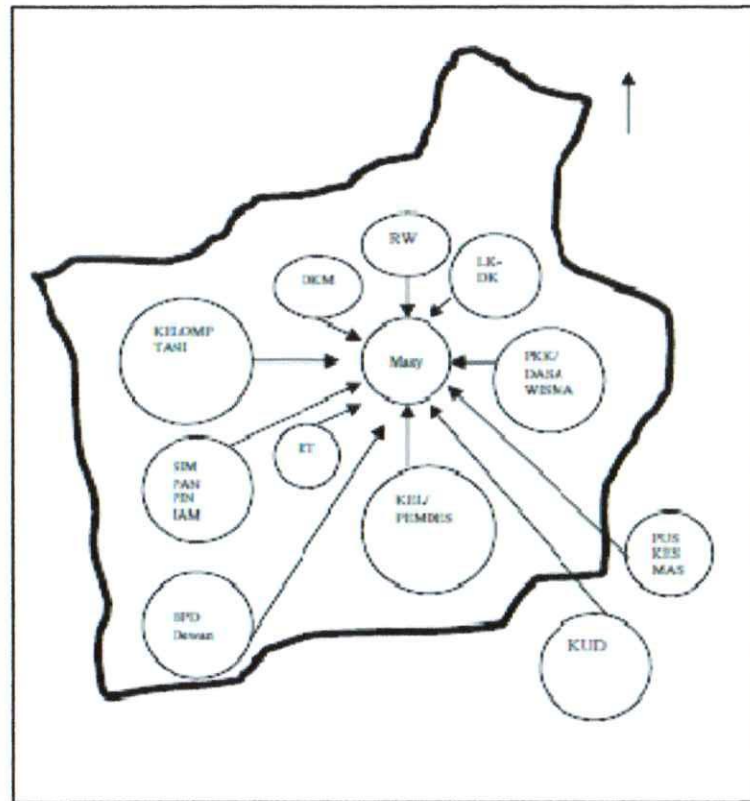 RW
LK-
DK
DKM
KELOMP
TANI
Masy
PKK/
DASA
WISMA
RT
SIM
PAN
PIN
JAM
KEL/
PEMDES
PUS
KES
MAS
BPD
Dewan
KUD